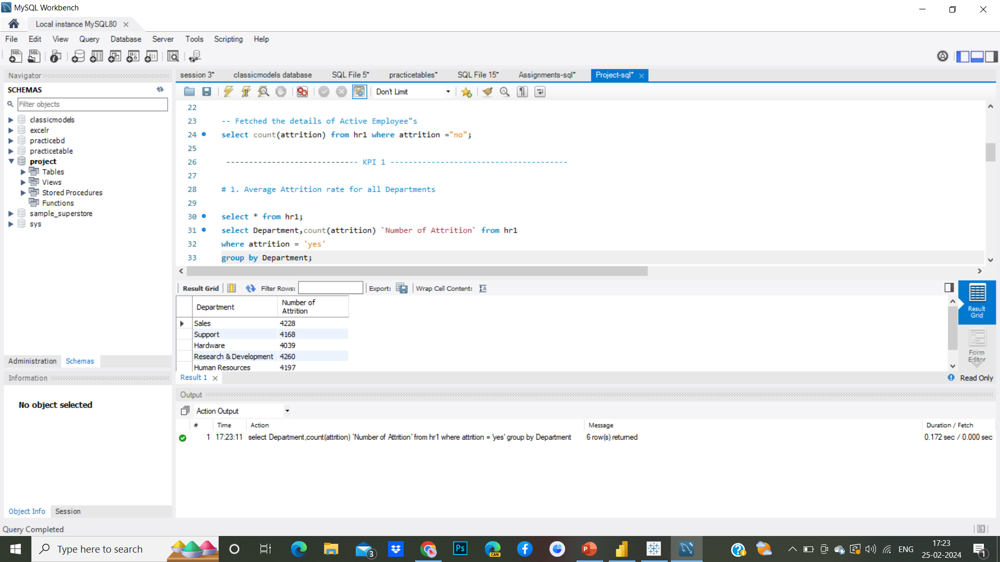 MySQL Workbench
Local instance MySQL80
File Edit View Query Database Server Tools Scripting Help
Navigator
SCHEMAS
Filter objects
classicmodels
excelr
practicebd
practicetable
project
Tables
Views
Stored Procedures
Functions
sample_superstore
sys
Administration Schemas
Information
No object selected
Object Info Session
session 3* classicmodels database SQL File 5* practicetables* SQL File 15* Assignments-sql* Project-sql*
Don't Limit
22
23 -- Fetched the details of Active Employee"s
24 select count(attrition) from hr1 where attrition ="no";
25
26 ----------------------------- KPI 1 ---------------------------------------
27
28 # 1. Average Attrition rate for all Departments
29
30 select * from hr1;
31 select Department,count(attrition) `Number of Attrition` from hr1
32 where attrition = 'yes'
33 group by Department;
Result Grid Filter Rows: Export: Wrap Cell Content:
Department Number of Attrition
Sales 4228
Support 4168
Hardware 4039
Research & Development 4260
Human Resources 4197
Result Grid
Form Editor
Result 1 Read Only
Output
Action Output
# Time Action Message Duration / Fetch
1 17:23:11 select Department,count(attrition) `Number of Attrition` from hr1 where attrition = 'yes' group by Department 6 row(s) returned 0.172 sec / 0.000 sec
Query Completed
Type here to search
3
Ps
CAN
P
ENG
17:23
25-02-2024
1